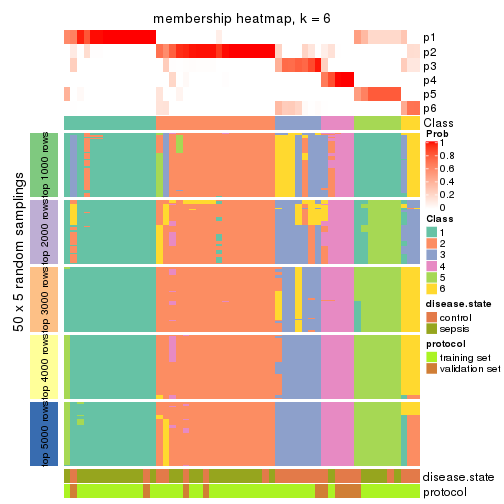 membership heatmap, k = 6
p1
p2
p3
p4
p5
p6
Class
50 x 5 random samplings
top 1000 rows
top 2000 rows
top 3000 rows
top 4000 rows
top 5000 rows
disease.state
protocol
Prob
1
0.8
0.6
0.4
0.2
0
Class
1
2
3
4
5
6
disease.state
control
sepsis
protocol
training set
validation set